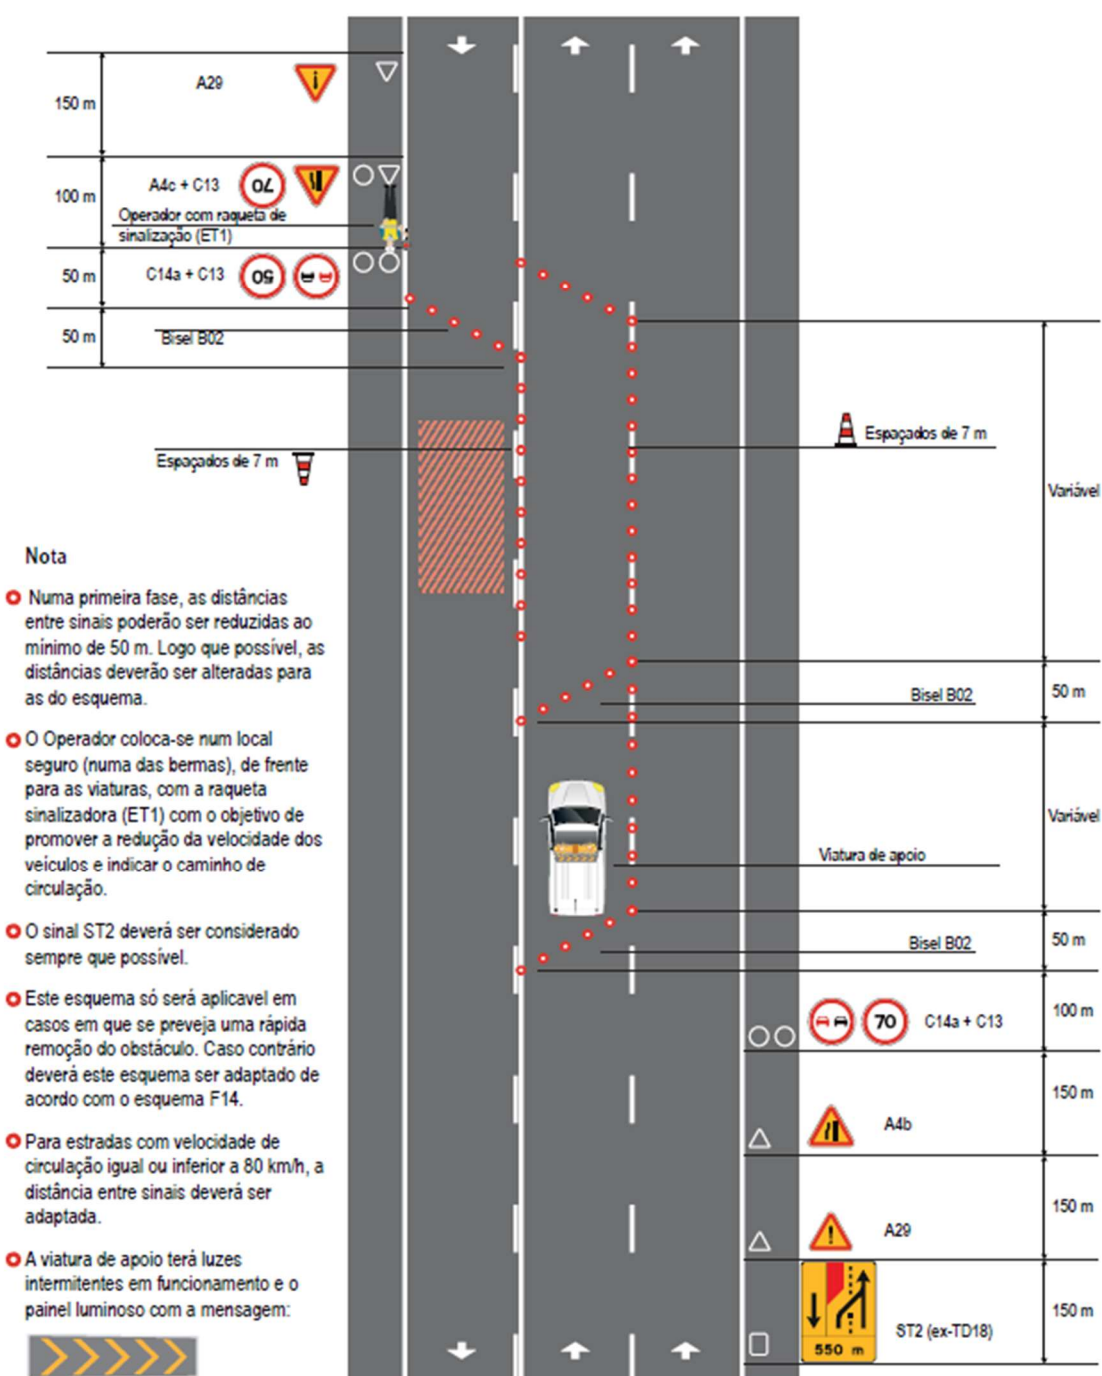 150 m
A29
100 m
A4c + C13
70
Operador com raqueta de
sinalização (ET1)
50 m
C14a + C13
50
50 m
Bisel B02
Espaçados de 7 m
Espaçados de 7 m
Variável
Nota
Numa primeira fase, as distâncias
entre sinais poderão ser reduzidas ao
mínimo de 50 m. Logo que possível, as
distâncias deverão ser alteradas para
as do esquema.
O Operador coloca-se num local
seguro (numa das bermas), de frente
para as viaturas, com a raqueta
sinalizadora (ET1) com o objetivo de
promover a redução da velocidade dos
veículos e indicar o caminho de
circulação.
O sinal ST2 deverá ser considerado
sempre que possível.
Este esquema só será aplicavel em
casos em que se preveja uma rápida
remoção do obstáculo. Caso contrário
deverá este esquema ser adaptado de
acordo com o esquema F14.
Para estradas com velocidade de
circulação igual ou inferior a 80 km/h, a
distância entre sinais deverá ser
adaptada.
A viatura de apoio terá luzes
intermitentes em funcionamento e o
painel luminoso com a mensagem:
Bisel B02
50 m
Variável
Viatura de apoio
Bisel B02
50 m
70
C14a + C13
100 m
A4b
150 m
A29
150 m
550 m
ST2 (ex-TD18)
150 m